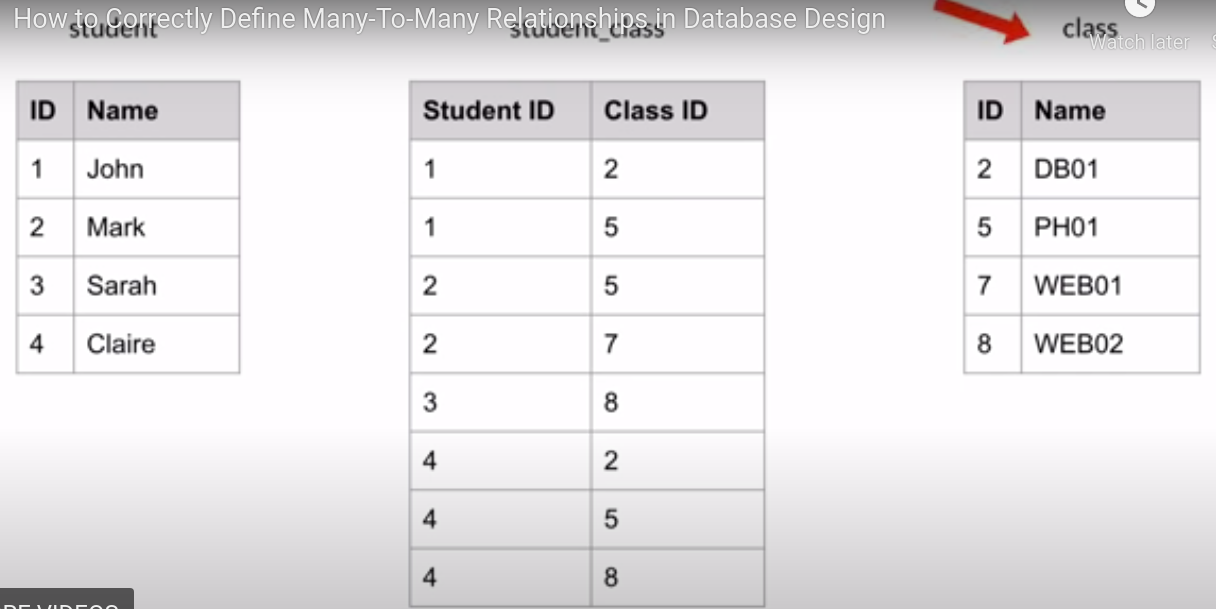 How to Correctly Define Many-To-Many Relationships in Database Design
student
student_class
class
Watch later
ID Name
1 John
2 Mark
3 Sarah
4 Claire
Student ID Class ID
1 2
1 5
2 5
2 7
3 8
4 2
4 5
4 8
ID Name
2 DB01
5 PH01
7 WEB01
8 WEB02